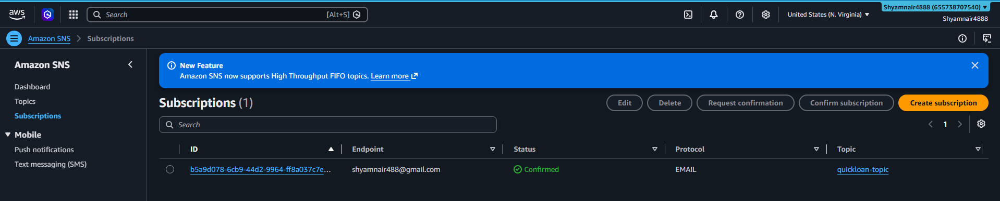 aws
Search
[Alt+S]
United States (N. Virginia)
Shyamnair4888 (655738707540)
Shyamnair4888
Amazon SNS
Subscriptions
Amazon SNS
Dashboard
Topics
Subscriptions
Mobile
Push notifications
Text messaging (SMS)
New Feature
Amazon SNS now supports High Throughput FIFO topics. Learn more
Subscriptions (1)
Edit
Delete
Request confirmation
Confirm subscription
Create subscription
Search
1
ID
Endpoint
Status
Protocol
Topic
b5a9d078-6cb9-44d2-9964-ff8a037c7e...
shyamnair488@gmail.com
Confirmed
EMAIL
quickloan-topic